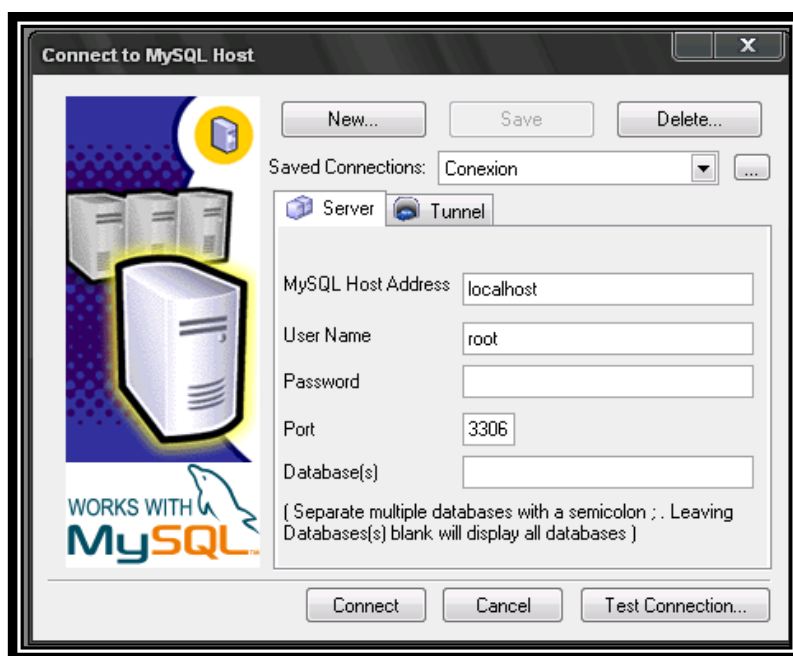 Connect to MySQL Host
x
New... Save Delete...
Saved Connections: Conexion ...
Server Tunnel
MySQL Host Address localhost
User Name root
Password
Port 3306
Database(s)
( Separate multiple databases with a semicolon ; . Leaving
Databases(s) blank will display all databases )
WORKS WITH
MySQL
Connect Cancel Test Connection...